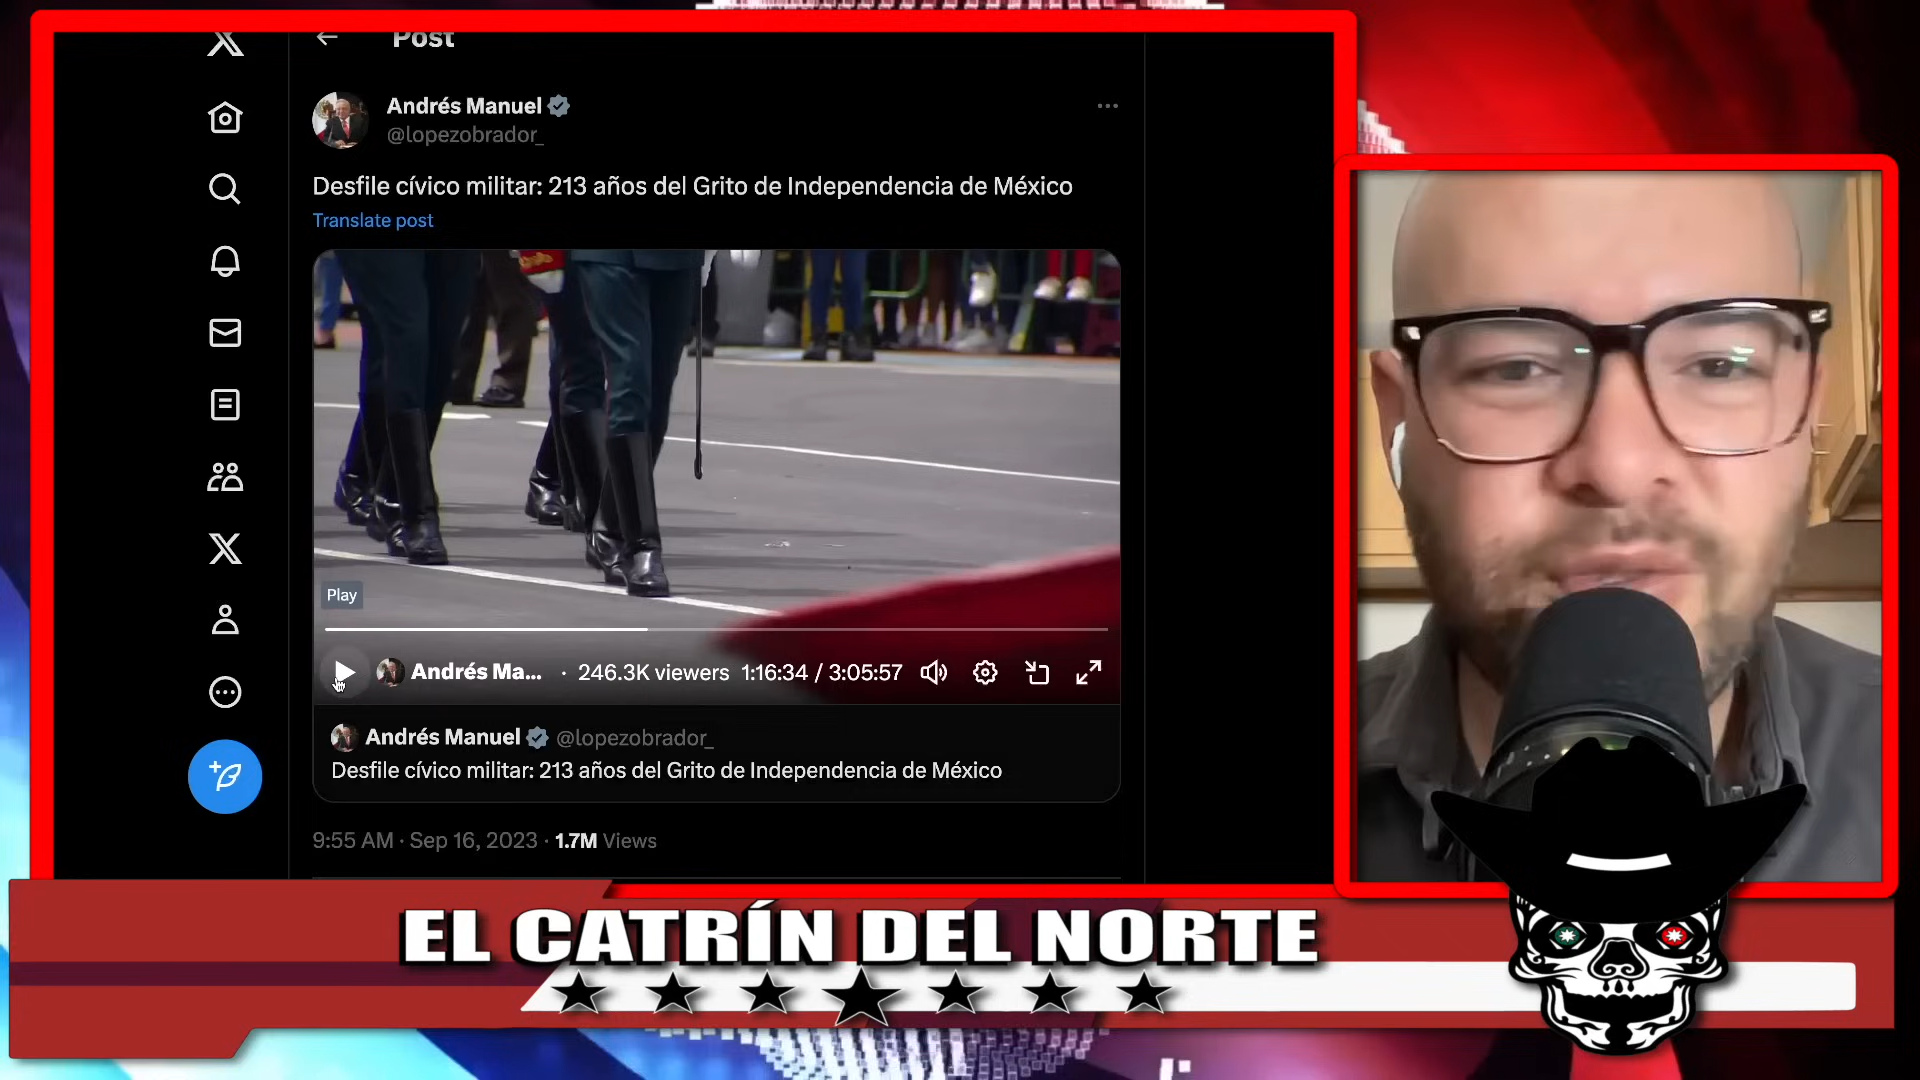 Post
Andrés Manuel
@lopezobrador_
Desfile cívico militar: 213 años del Grito de Independencia de México
Translate post
Play
Andrés Ma... · 246.3K viewers 1:16:34 / 3:05:57
Andrés Manuel @lopezobrador_
Desfile cívico militar: 213 años del Grito de Independencia de México
9:55 AM · Sep 16, 2023 · 1.7M Views
EL CATRÍN DEL NORTE